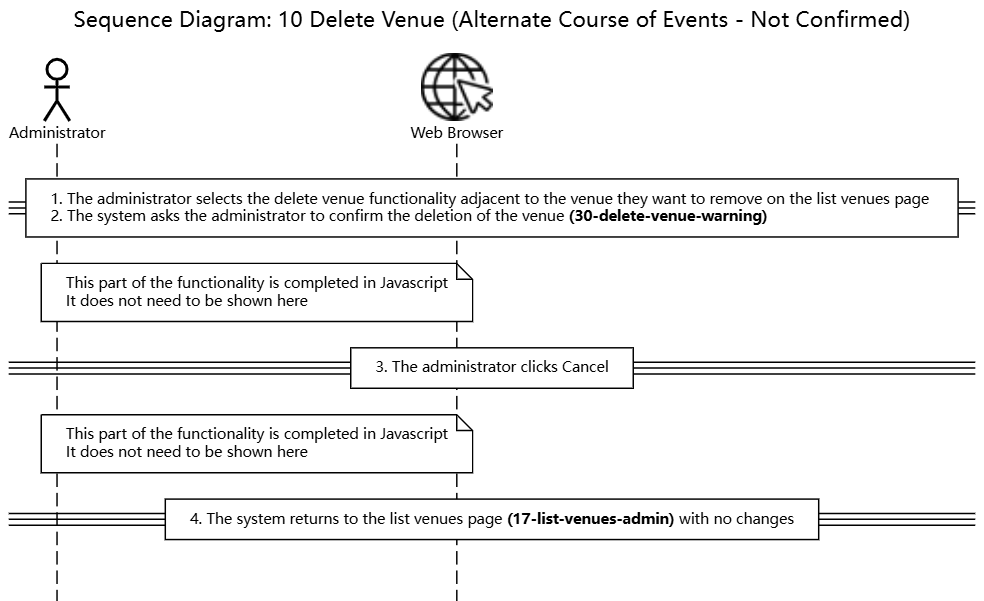 Sequence Diagram: 10 Delete Venue (Alternate Course of Events - Not Confirmed)
Administrator
Web Browser
1. The administrator selects the delete venue functionality adjacent to the venue they want to remove on the list venues page
2. The system asks the administrator to confirm the deletion of the venue (30-delete-venue-warning)
This part of the functionality is completed in Javascript
It does not need to be shown here
3. The administrator clicks Cancel
This part of the functionality is completed in Javascript
It does not need to be shown here
4. The system returns to the list venues page (17-list-venues-admin) with no changes